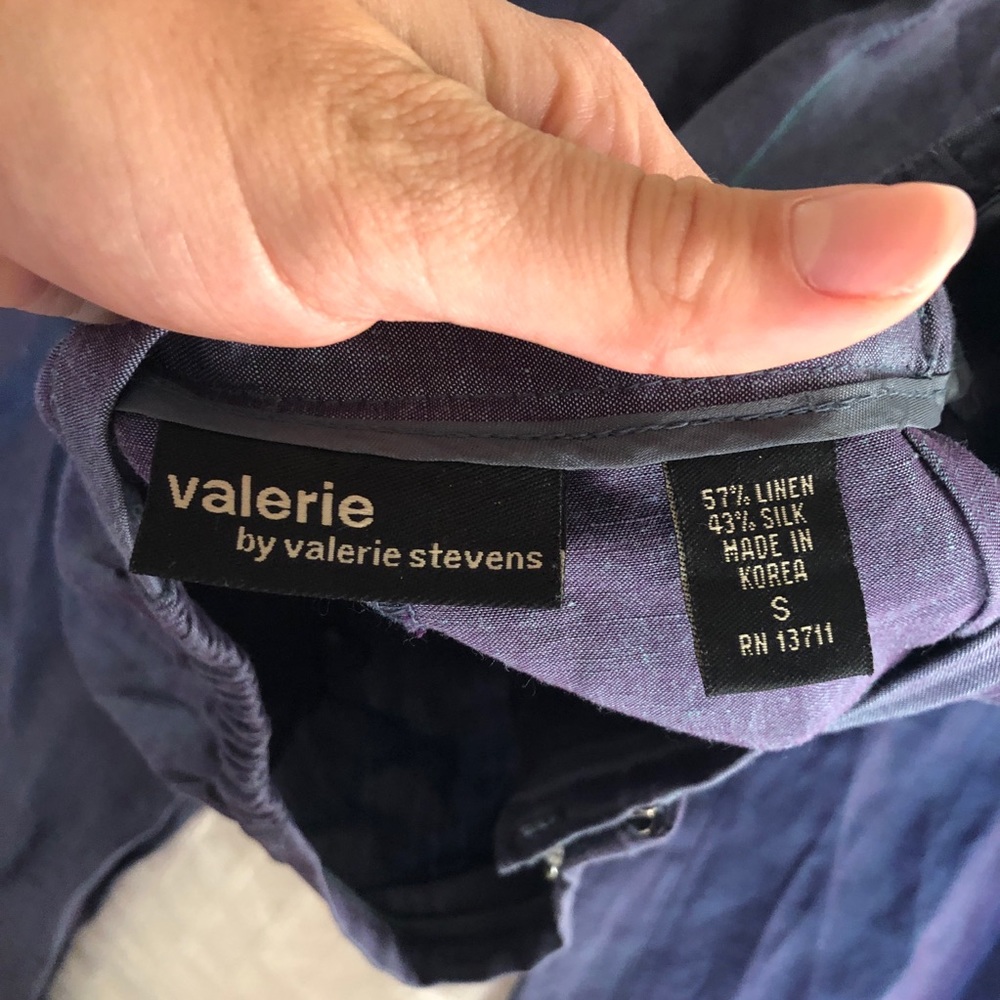 valerie
by valerie stevens
57% LINEN
43% SILK
MADE IN
KOREA
S
RN 13711